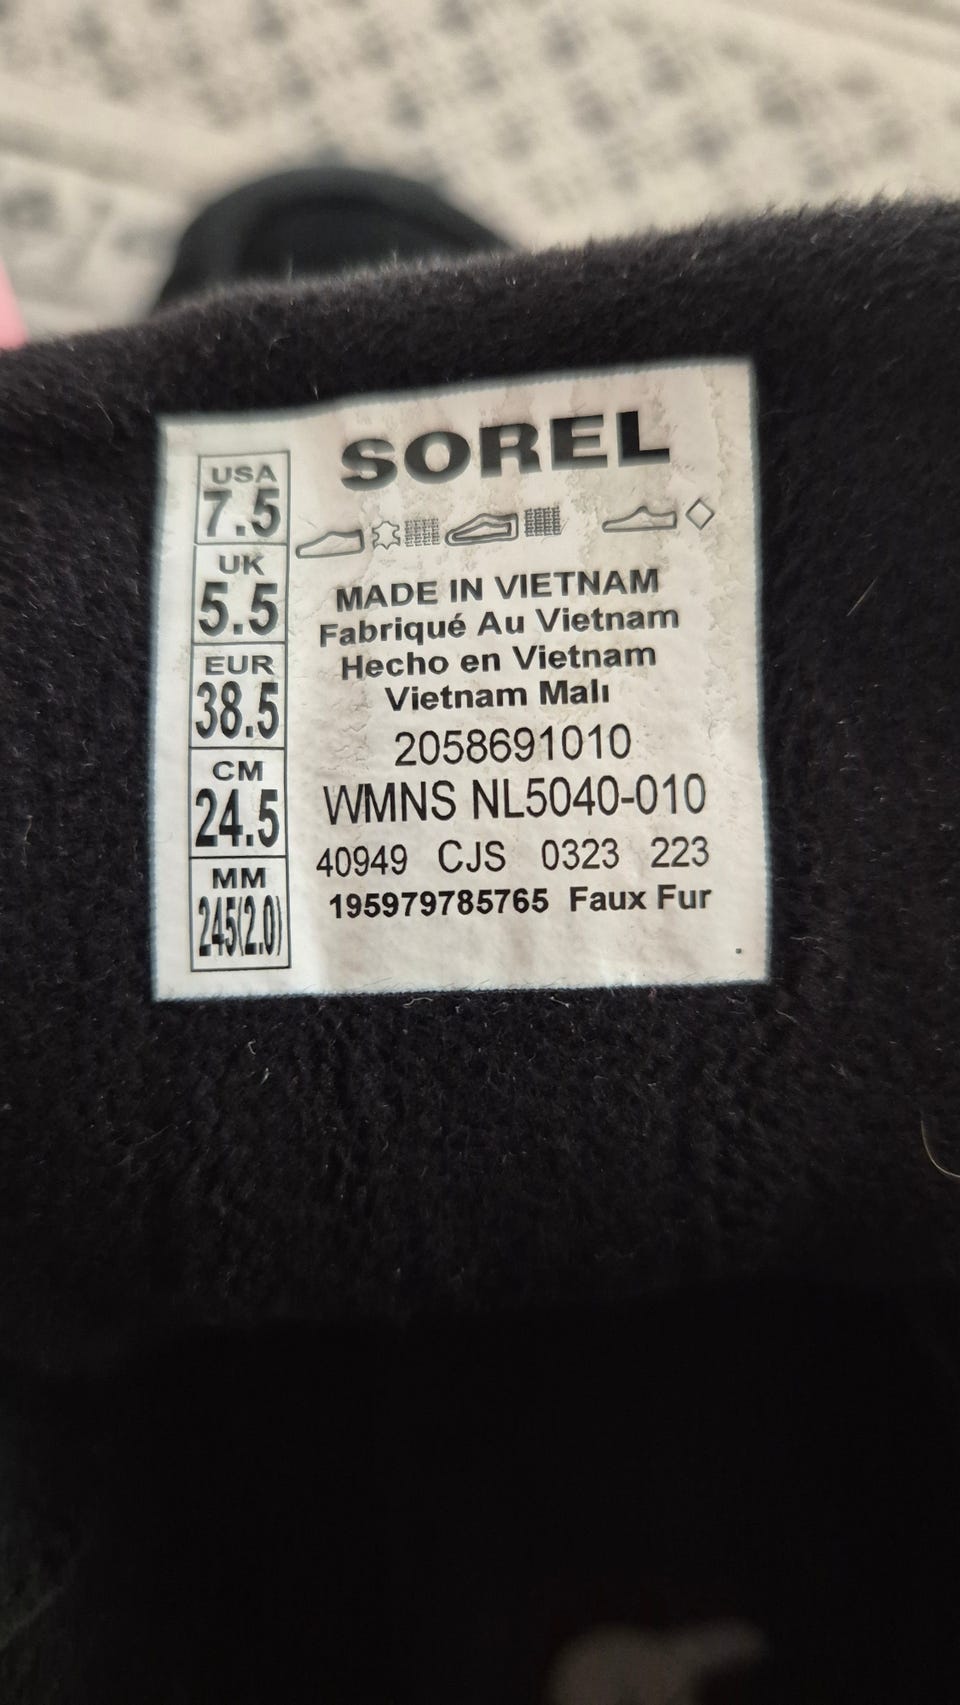 SOREL
USA
7.5
UK
5.5
EUR
38.5
CM
24.5
MM
245(2.0)
MADE IN VIETNAM
Fabriqué Au Vietnam
Hecho en Vietnam
Vietnam Malı
2058691010
WMNS NL5040-010
40949 CJS 0323 223
195979785765 Faux Fur